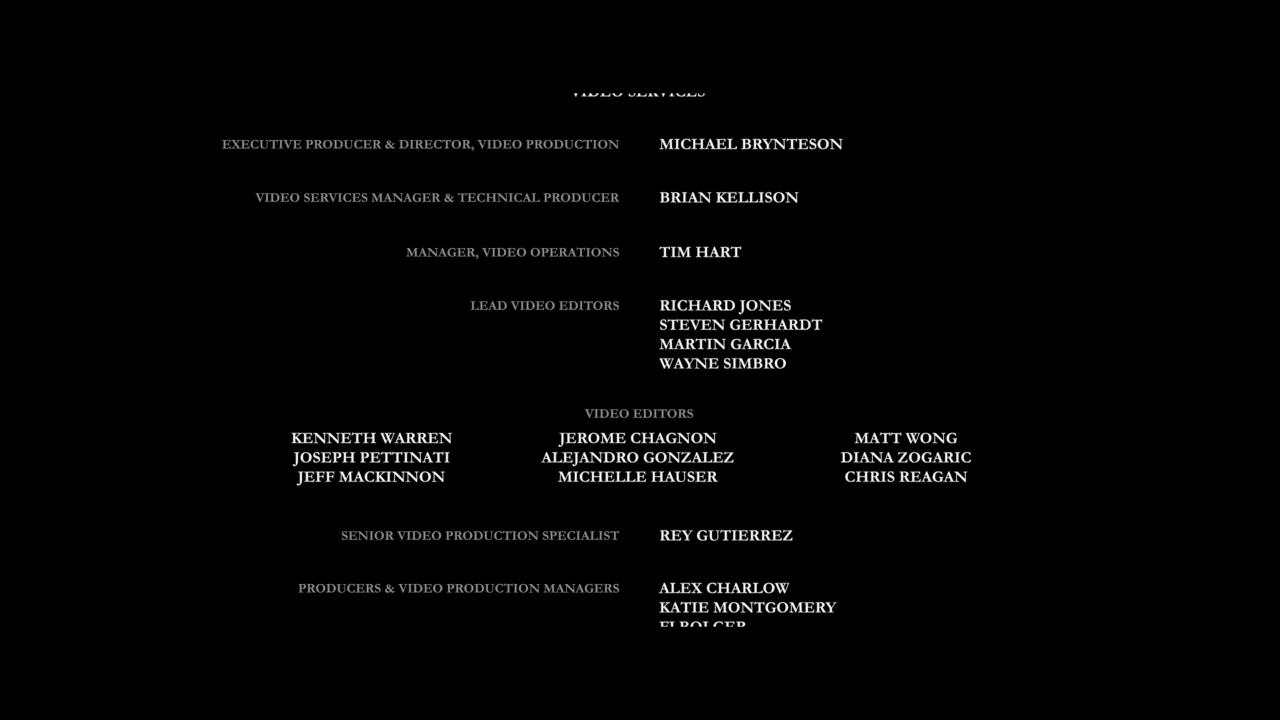 VIDEO SERVICES
EXECUTIVE PRODUCER & DIRECTOR, VIDEO PRODUCTION MICHAEL BRYNTESON
VIDEO SERVICES MANAGER & TECHNICAL PRODUCER BRIAN KELLISON
MANAGER, VIDEO OPERATIONS TIM HART
LEAD VIDEO EDITORS RICHARD JONES
STEVEN GERHARDT
MARTIN GARCIA
WAYNE SIMBRO
VIDEO EDITORS
KENNETH WARREN JEROME CHAGNON MATT WONG
JOSEPH PETTINATI ALEJANDRO GONZALEZ DIANA ZOGARIC
JEFF MACKINNON MICHELLE HAUSER CHRIS REAGAN
SENIOR VIDEO PRODUCTION SPECIALIST REY GUTIERREZ
PRODUCERS & VIDEO PRODUCTION MANAGERS ALEX CHARLOW
KATIE MONTGOMERY